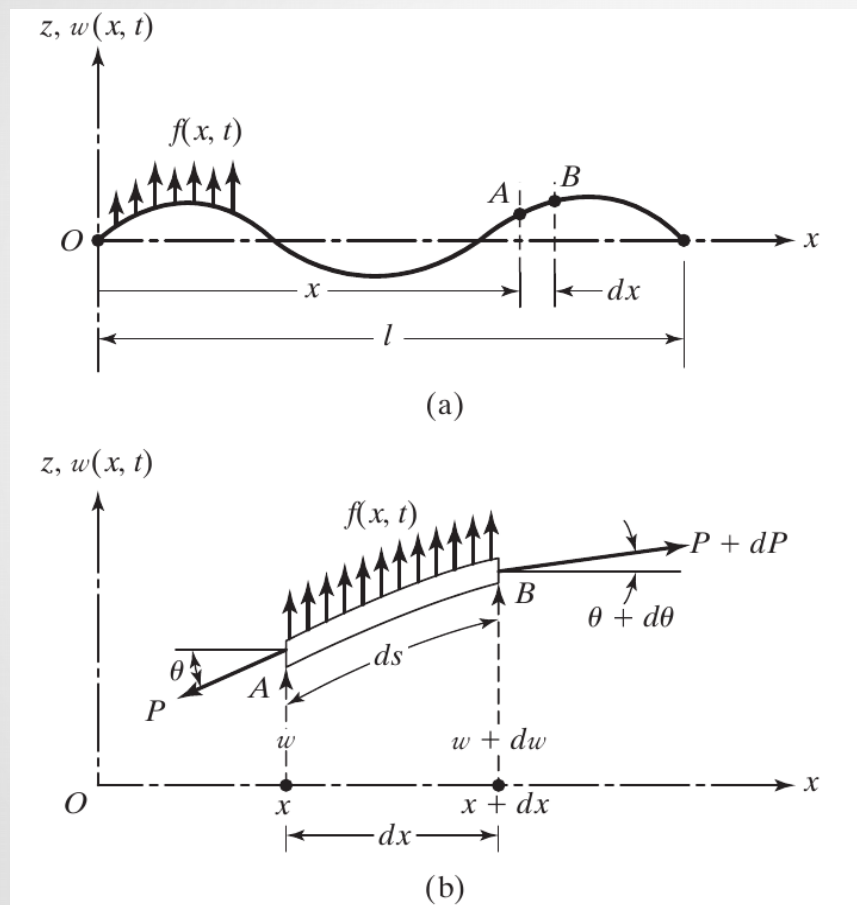 z, w(x, t)
f(x, t)
A B
O x
x dx
l
(a)
z, w(x, t)
f(x, t)
P + dP
B
θ + dθ
θ ds
A
P
w w + dw
x
O x x + dx
dx
(b)